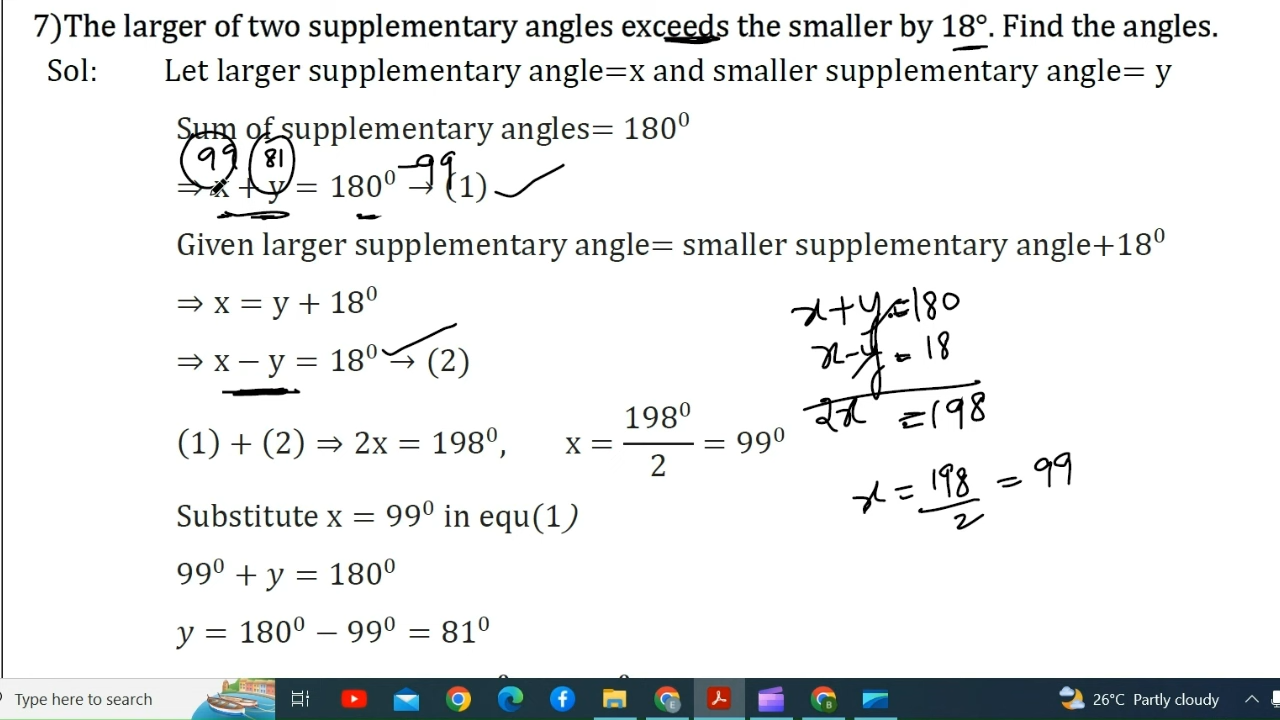 7)The larger of two supplementary angles exceeds the smaller by 18°. Find the angles.
Sol: Let larger supplementary angle=x and smaller supplementary angle= y
Sum of supplementary angles= 180⁰
99 81 -99
⇒ x + y = 180⁰ → (1)
Given larger supplementary angle= smaller supplementary angle+18⁰
⇒ x = y + 18⁰
⇒ x − y = 18⁰ → (2)
x+y=180
x-y=18
2x =198
(1) + (2) ⇒ 2x = 198⁰, x = 198⁰/2 = 99⁰
x = 198/2 = 99
Substitute x = 99⁰ in equ(1)
99⁰ + y = 180⁰
y = 180⁰ − 99⁰ = 81⁰
Type here to search
26°C Partly cloudy